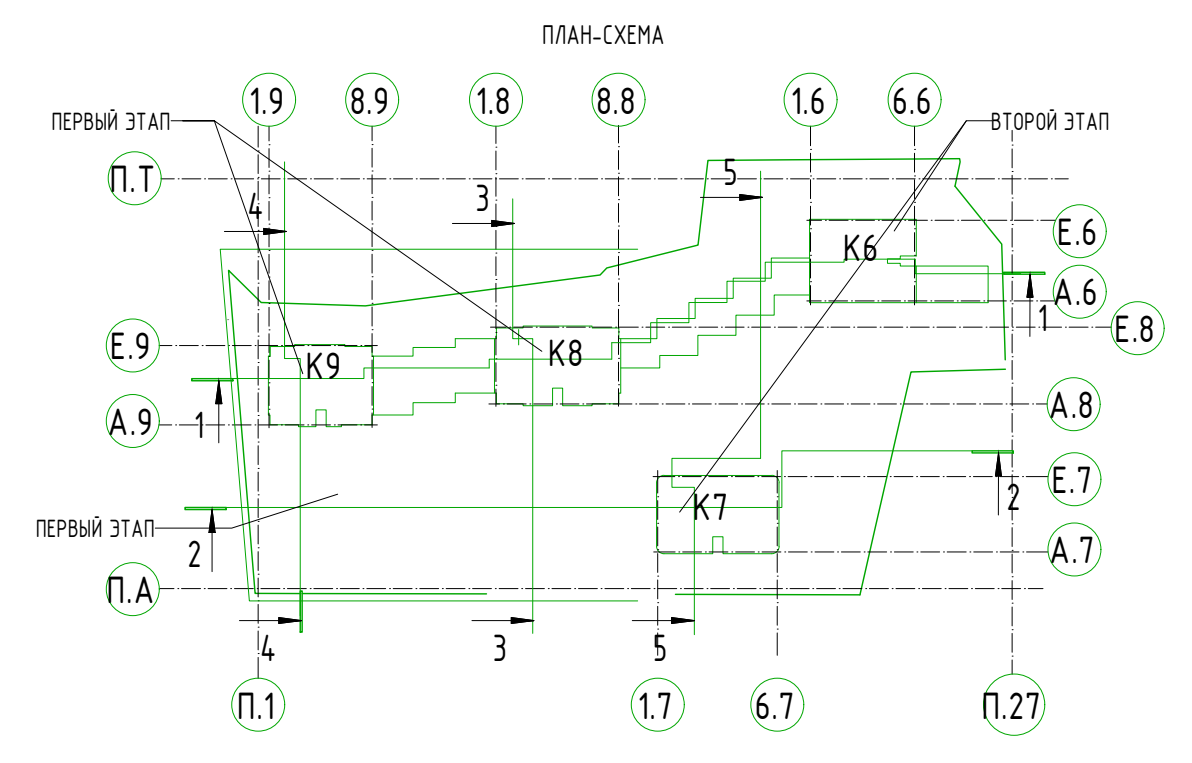 ПЛАН-СХЕМА
1.9
8.9
1.8
8.8
1.6
6.6
ПЕРВЫЙ ЭТАП
ВТОРОЙ ЭТАП
П.Т
5
4
3
Е.6
К6
А.6
1
Е.8
Е.9
К9
К8
А.9
1
А.8
Е.7
К7
2
ПЕРВЫЙ ЭТАП
2
А.7
П.А
4
3
5
П.1
1.7
6.7
П.27